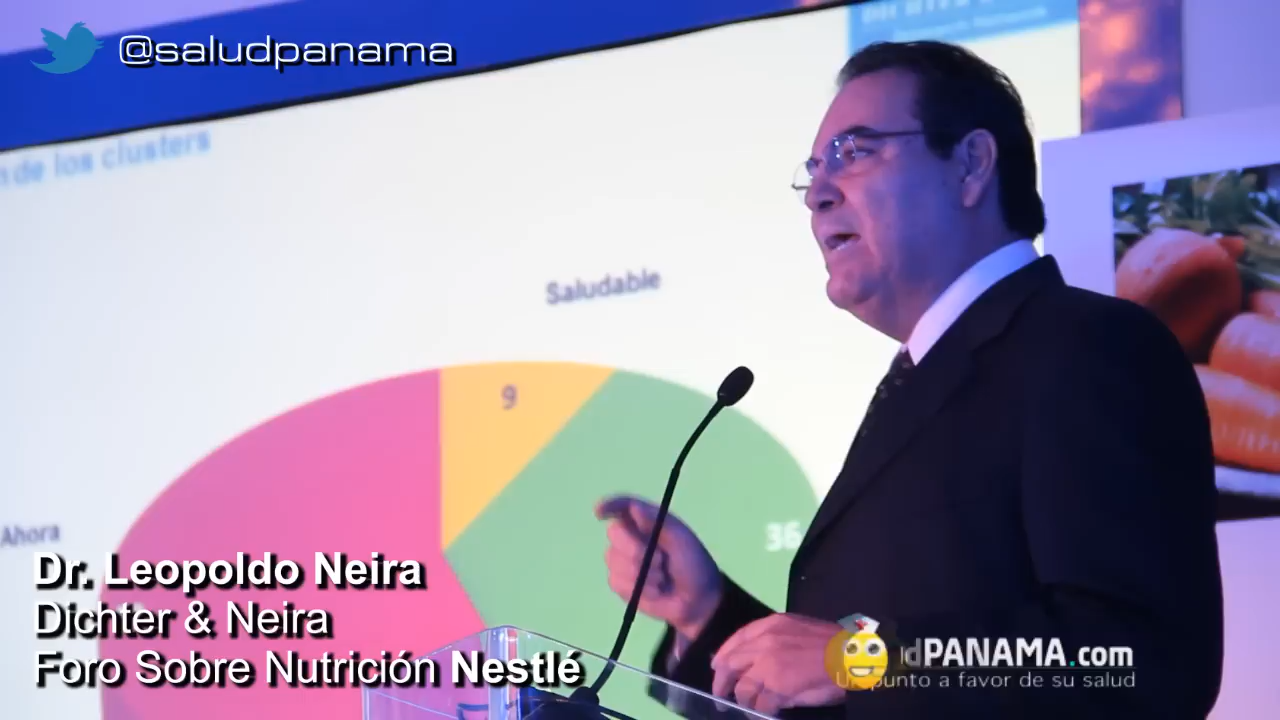 @saludpanama
de los clusters
Saludable
9
36
Ahora
Dr. Leopoldo Neira
Dichter & Neira
Foro Sobre Nutrición Nestlé
dPANAMA.com
punto a favor de su salud